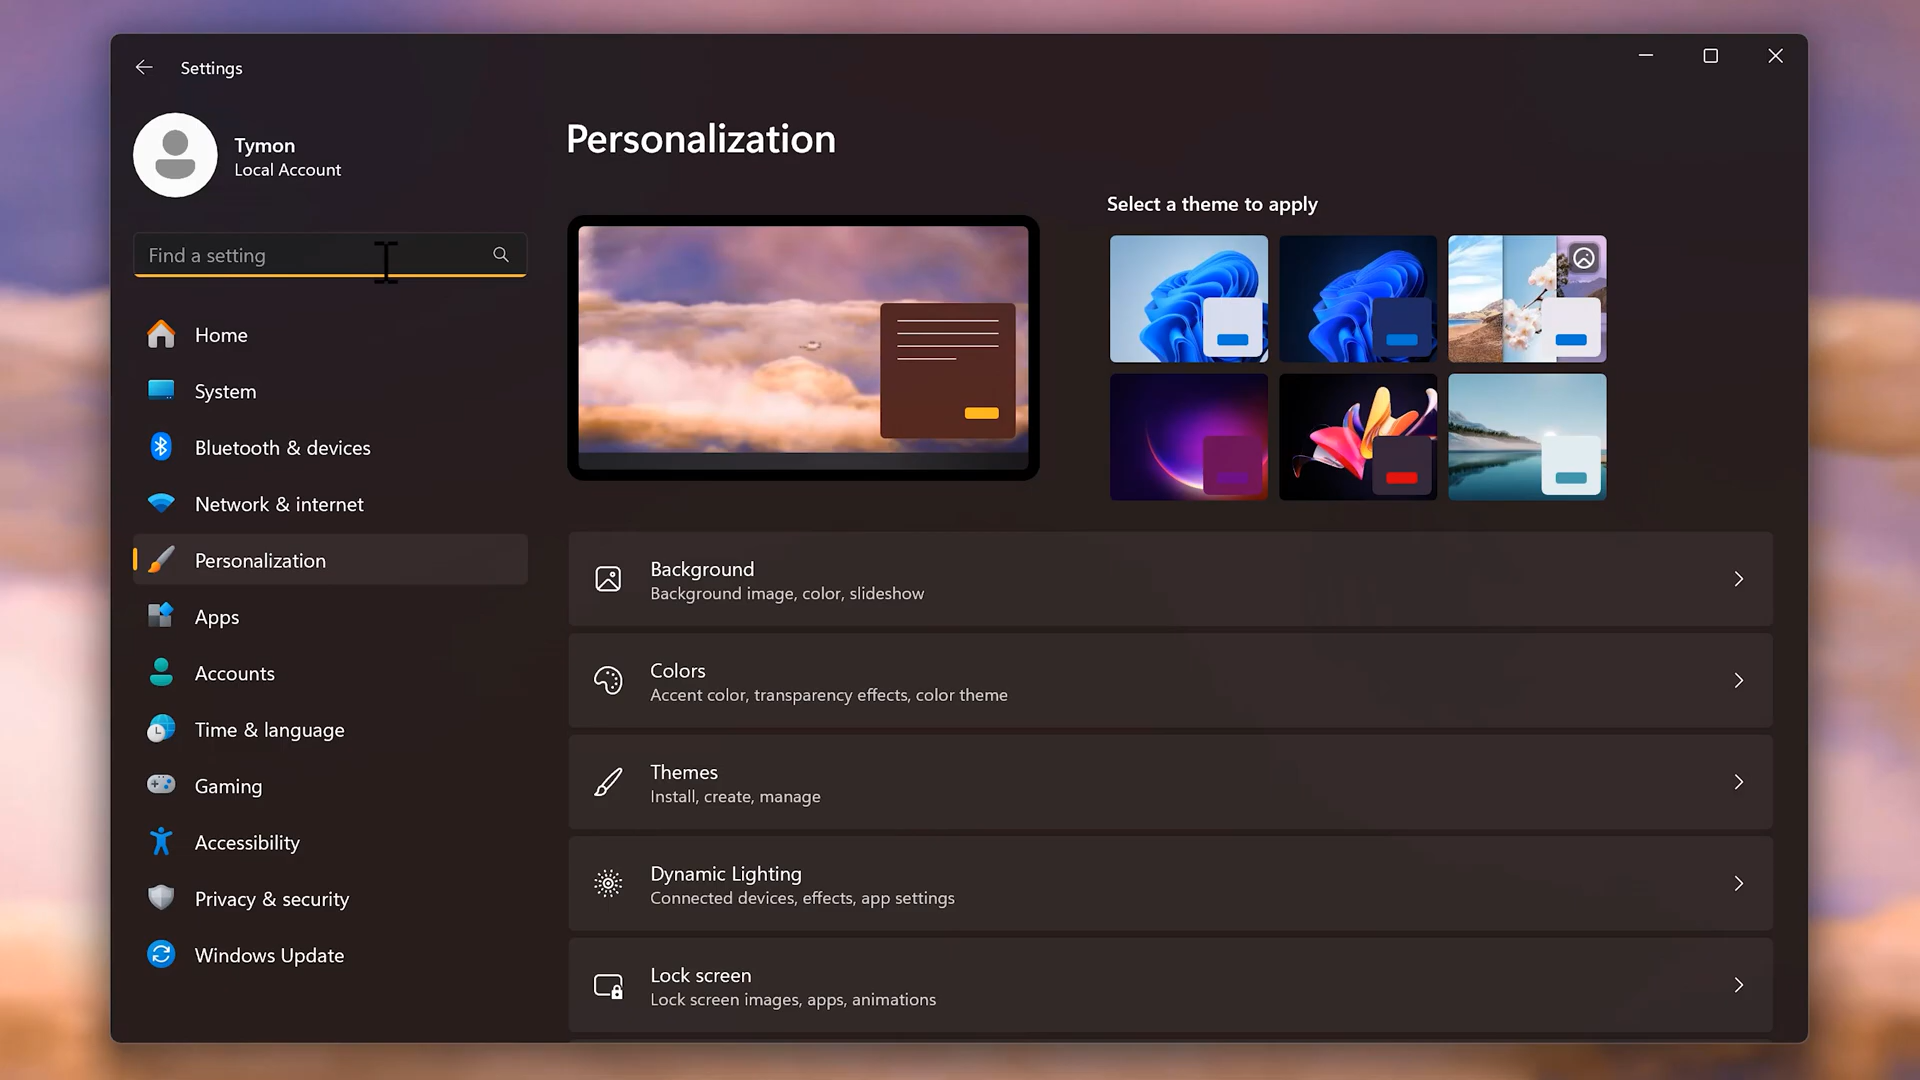 Settings
Tymon
Local Account
Find a setting
Home
System
Bluetooth & devices
Network & internet
Personalization
Apps
Accounts
Time & language
Gaming
Accessibility
Privacy & security
Windows Update
Personalization
Select a theme to apply
Background
Background image, color, slideshow
Colors
Accent color, transparency effects, color theme
Themes
Install, create, manage
Dynamic Lighting
Connected devices, effects, app settings
Lock screen
Lock screen images, apps, animations